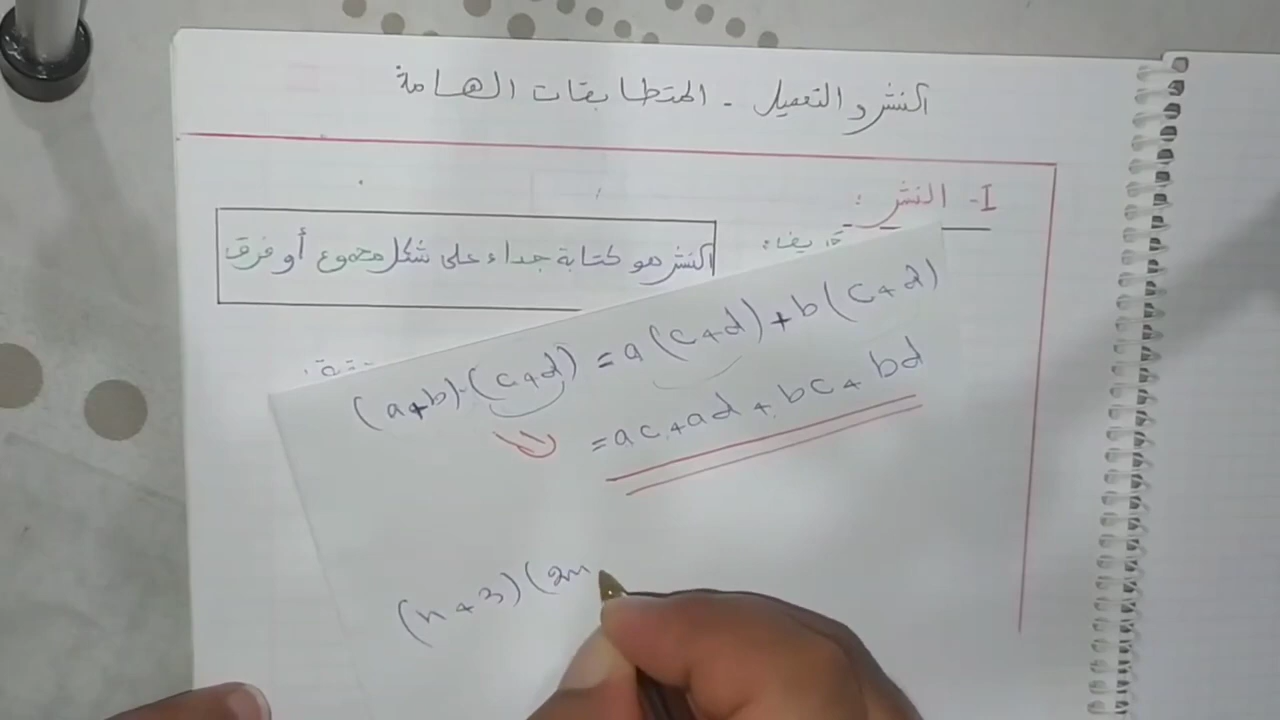 النشر والتعميل - المتطابقات الهامة
I- النشر :
النشر هو كتابة جداء على شكل مجموع أو فرق
(a+b).(c+d) = a(c+d)+b(c+d)
= ac+ad+bc+bd
(x+3)(2x